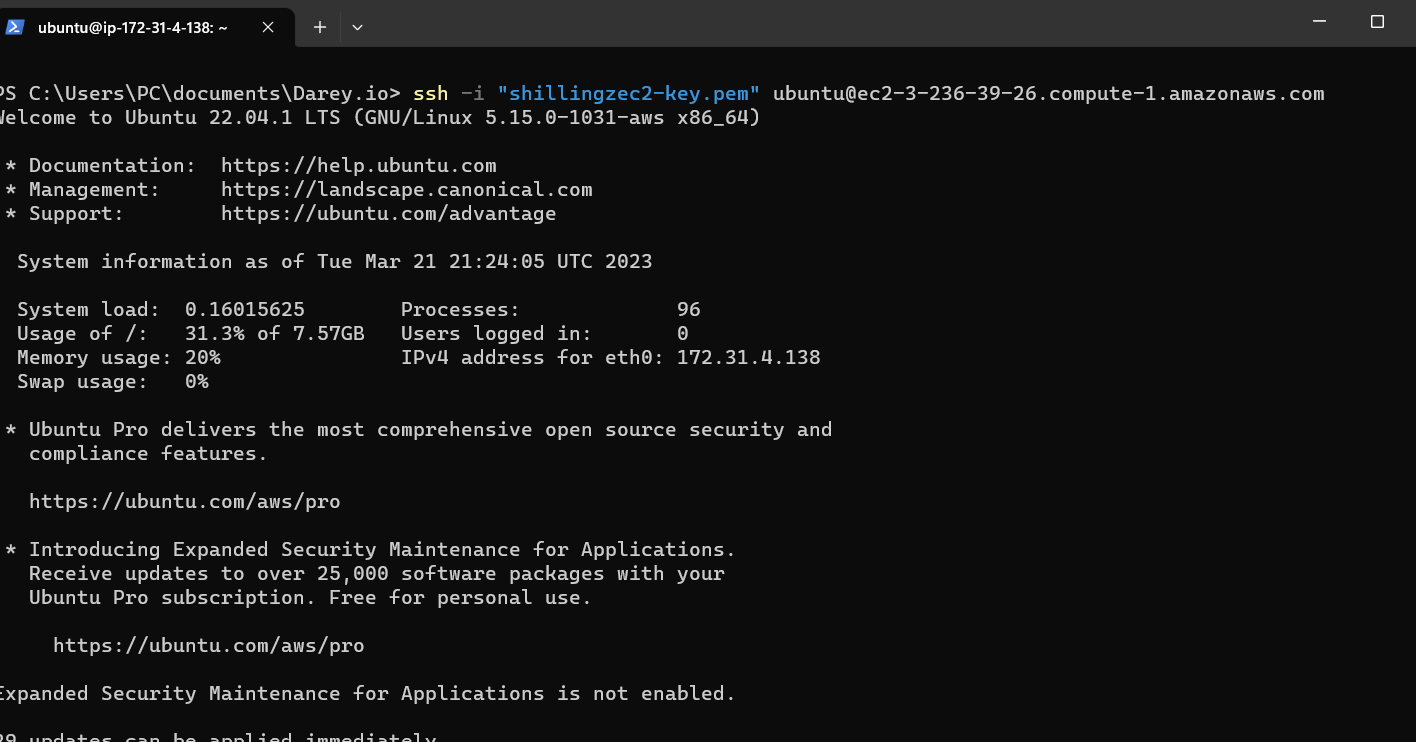 ubuntu@ip-172-31-4-138: ~
PS C:\Users\PC\documents\Darey.io> ssh -i "shillingzec2-key.pem" ubuntu@ec2-3-236-39-26.compute-1.amazonaws.com
Welcome to Ubuntu 22.04.1 LTS (GNU/Linux 5.15.0-1031-aws x86_64)
* Documentation:  https://help.ubuntu.com
* Management:     https://landscape.canonical.com
* Support:        https://ubuntu.com/advantage
System information as of Tue Mar 21 21:24:05 UTC 2023
System load:  0.16015625        Processes:             96
Usage of /:   31.3% of 7.57GB   Users logged in:       0
Memory usage: 20%               IPv4 address for eth0: 172.31.4.138
Swap usage:   0%
* Ubuntu Pro delivers the most comprehensive open source security and
compliance features.
https://ubuntu.com/aws/pro
* Introducing Expanded Security Maintenance for Applications.
Receive updates to over 25,000 software packages with your
Ubuntu Pro subscription. Free for personal use.
https://ubuntu.com/aws/pro
Expanded Security Maintenance for Applications is not enabled.
updates can be applied immediately